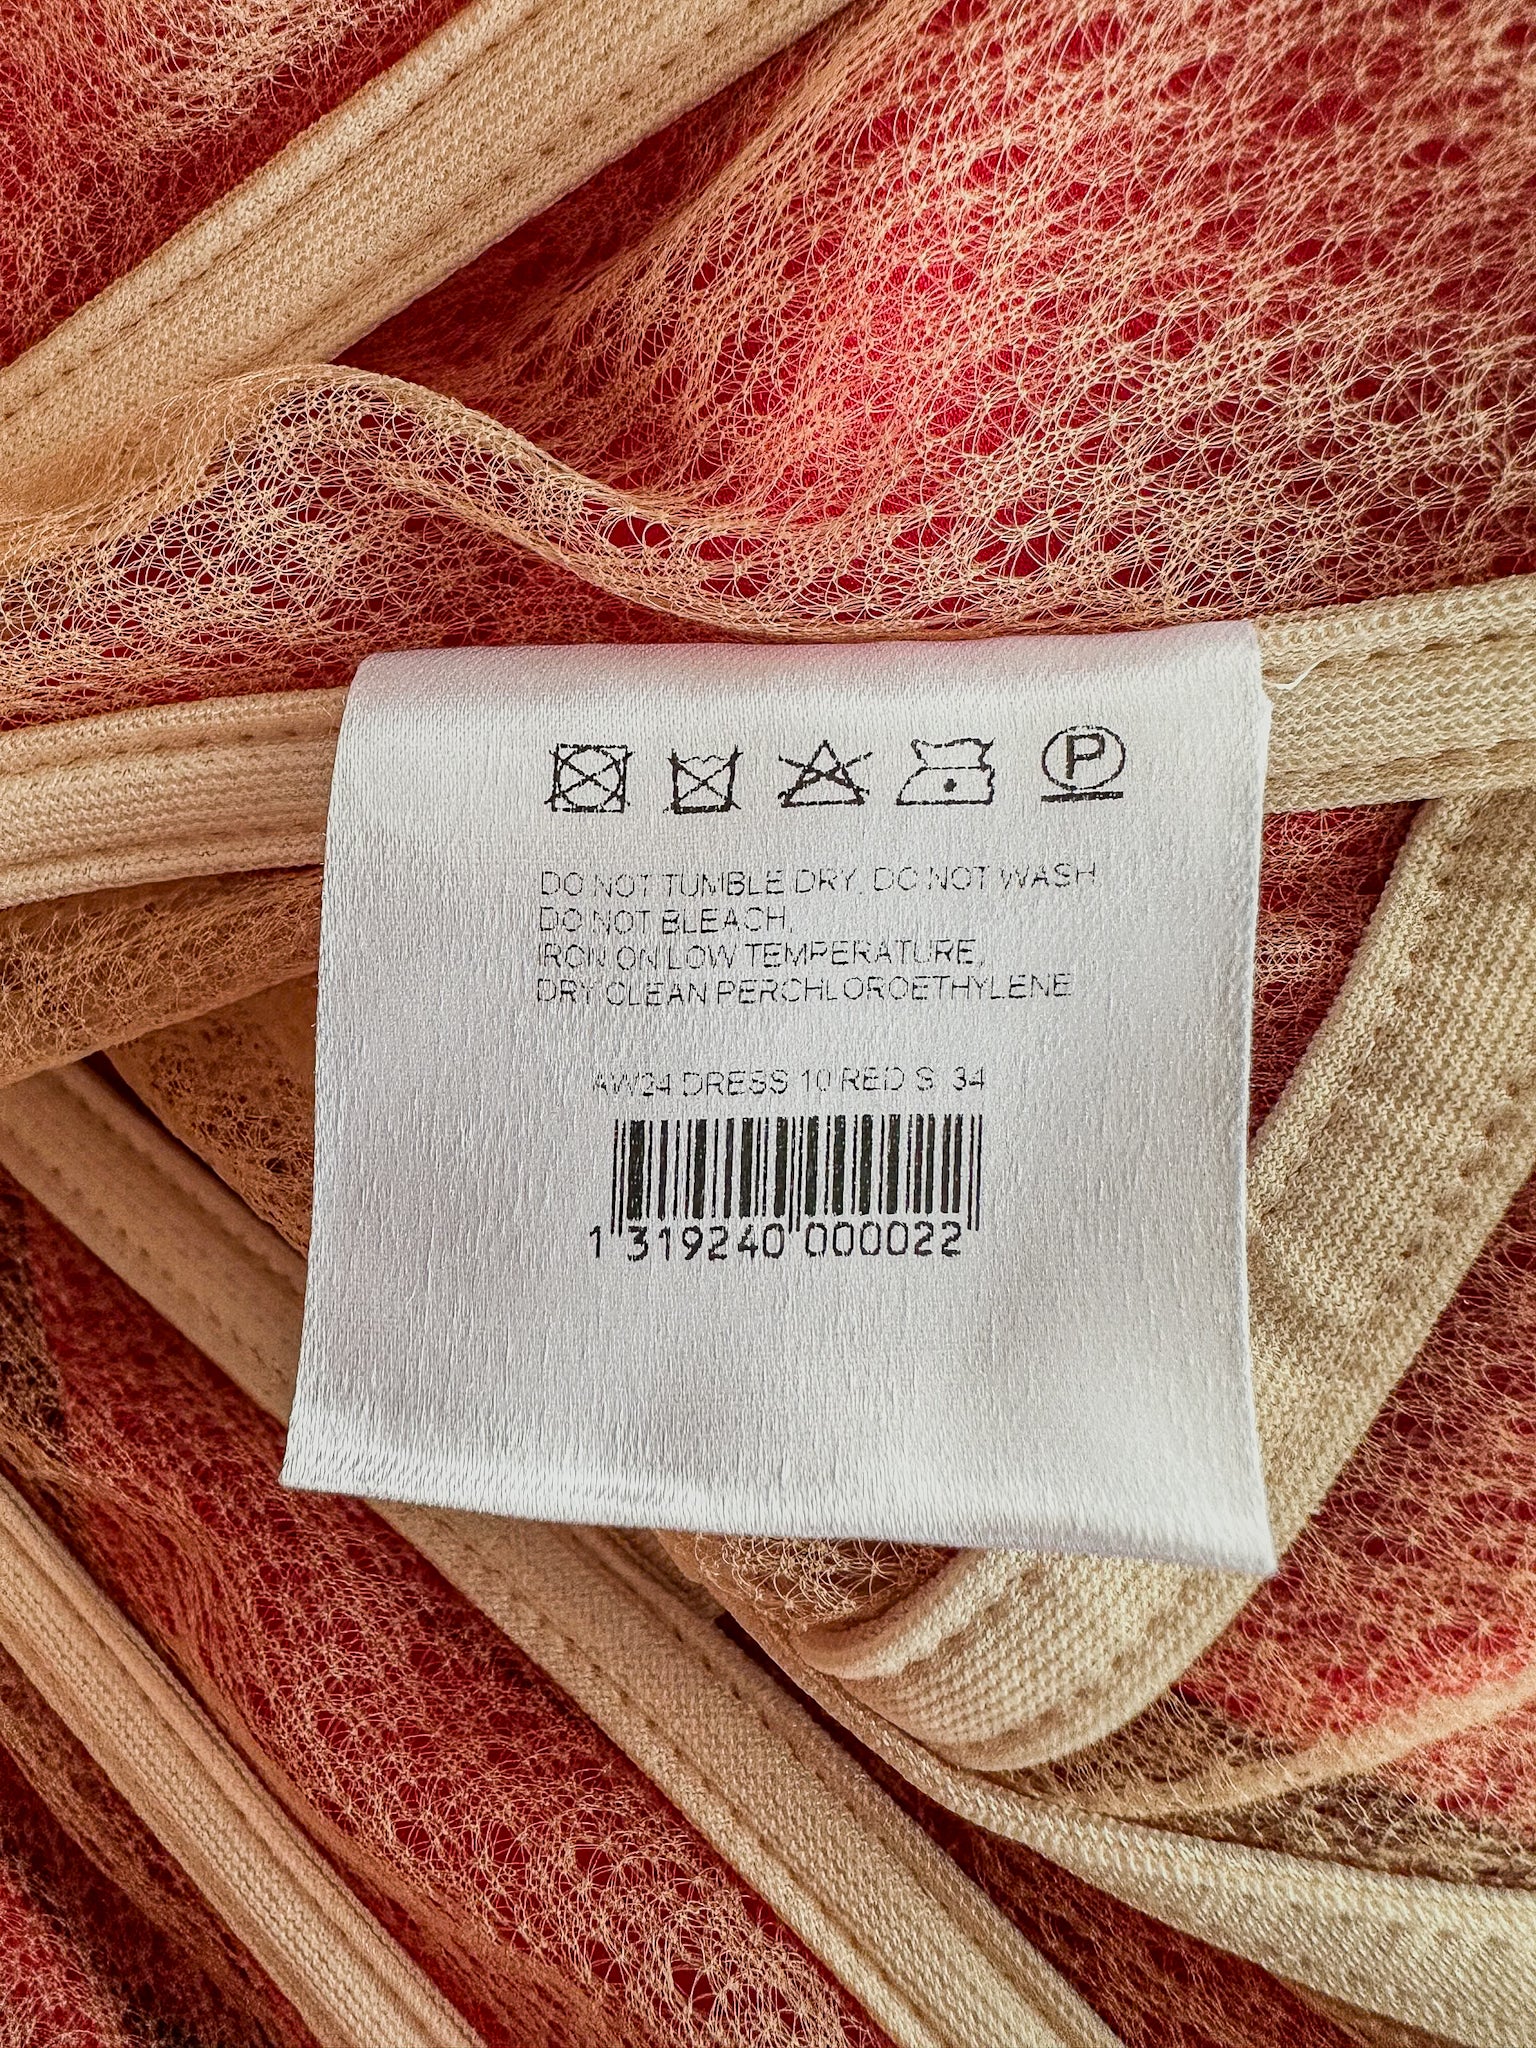 P
DO NOT TUMBLE DRY, DO NOT WASH,
DO NOT BLEACH,
IRON ON LOW TEMPERATURE,
DRY CLEAN PERCHLOROETHYLENE
AW24 DRESS 10 RED S 34
1 319240 000022